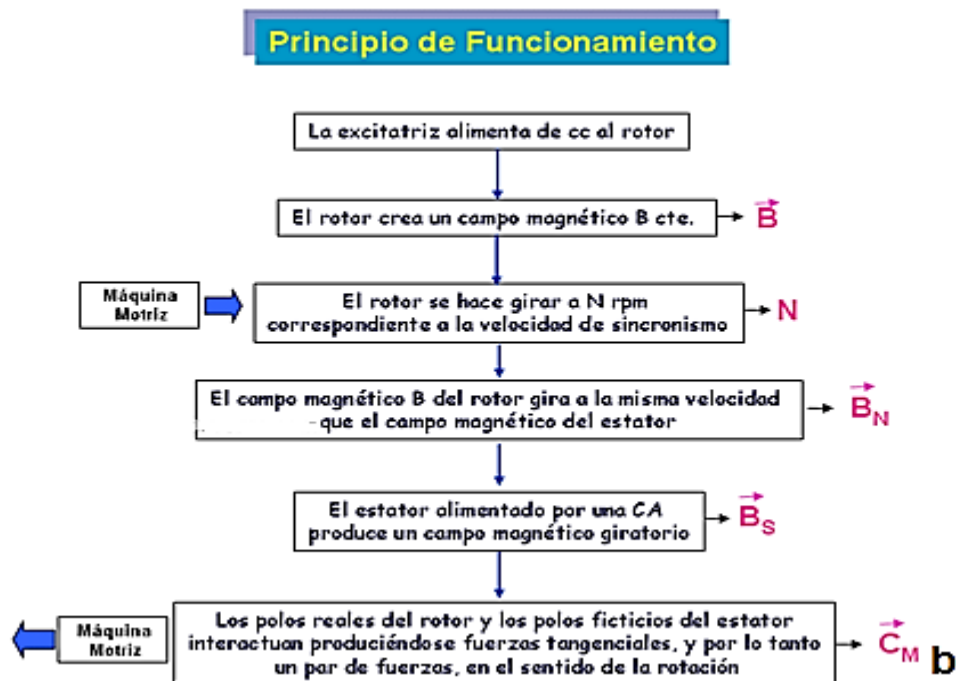 Principio de Funcionamiento
La excitatriz alimenta de cc al rotor
El rotor crea un campo magnético B cte.
B
Máquina
Motriz
El rotor se hace girar a N rpm
correspondiente a la velocidad de sincronismo
N
El campo magnético B del rotor gira a la misma velocidad
-que el campo magnético del estator
B_N
El estator alimentado por una CA
produce un campo magnético giratorio
B_S
Máquina
Motriz
Los polos reales del rotor y los polos ficticios del estator
interactuan produciéndose fuerzas tangenciales, y por lo tanto
un par de fuerzas, en el sentido de la rotación
C_M
b